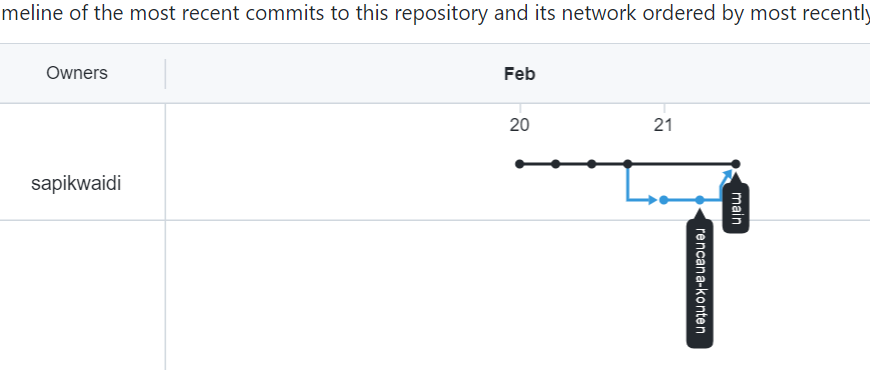 meline of the most recent commits to this repository and its network ordered by most recently
Owners
Feb
20
21
sapikwaidi
main
rencana-konten